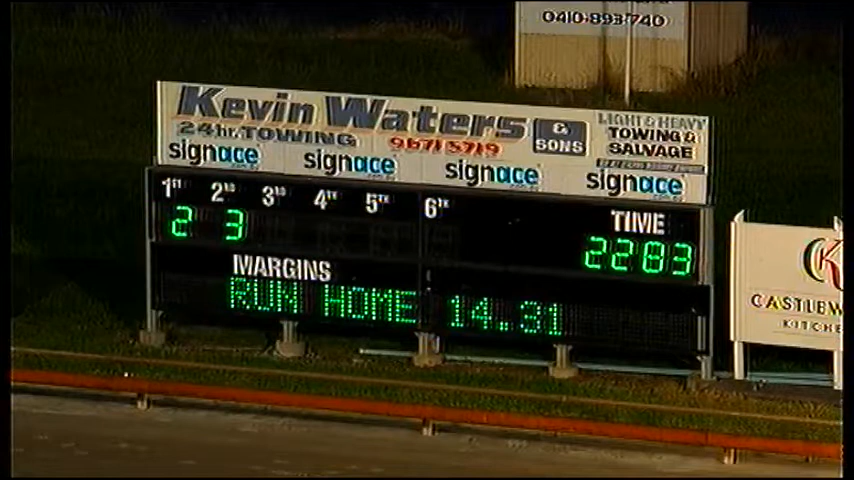 0410·893·740
Kevin Waters & SONS
LIGHT & HEAVY
TOWING &
SALVAGE
24hr. TOWING 9671 5719
signace signace signace signace
1ST 2ND 3RD 4TH 5TH 6TH TIME
2 3 2283
MARGINS
RUN HOME 14.31
CASTLEW
KITCHE